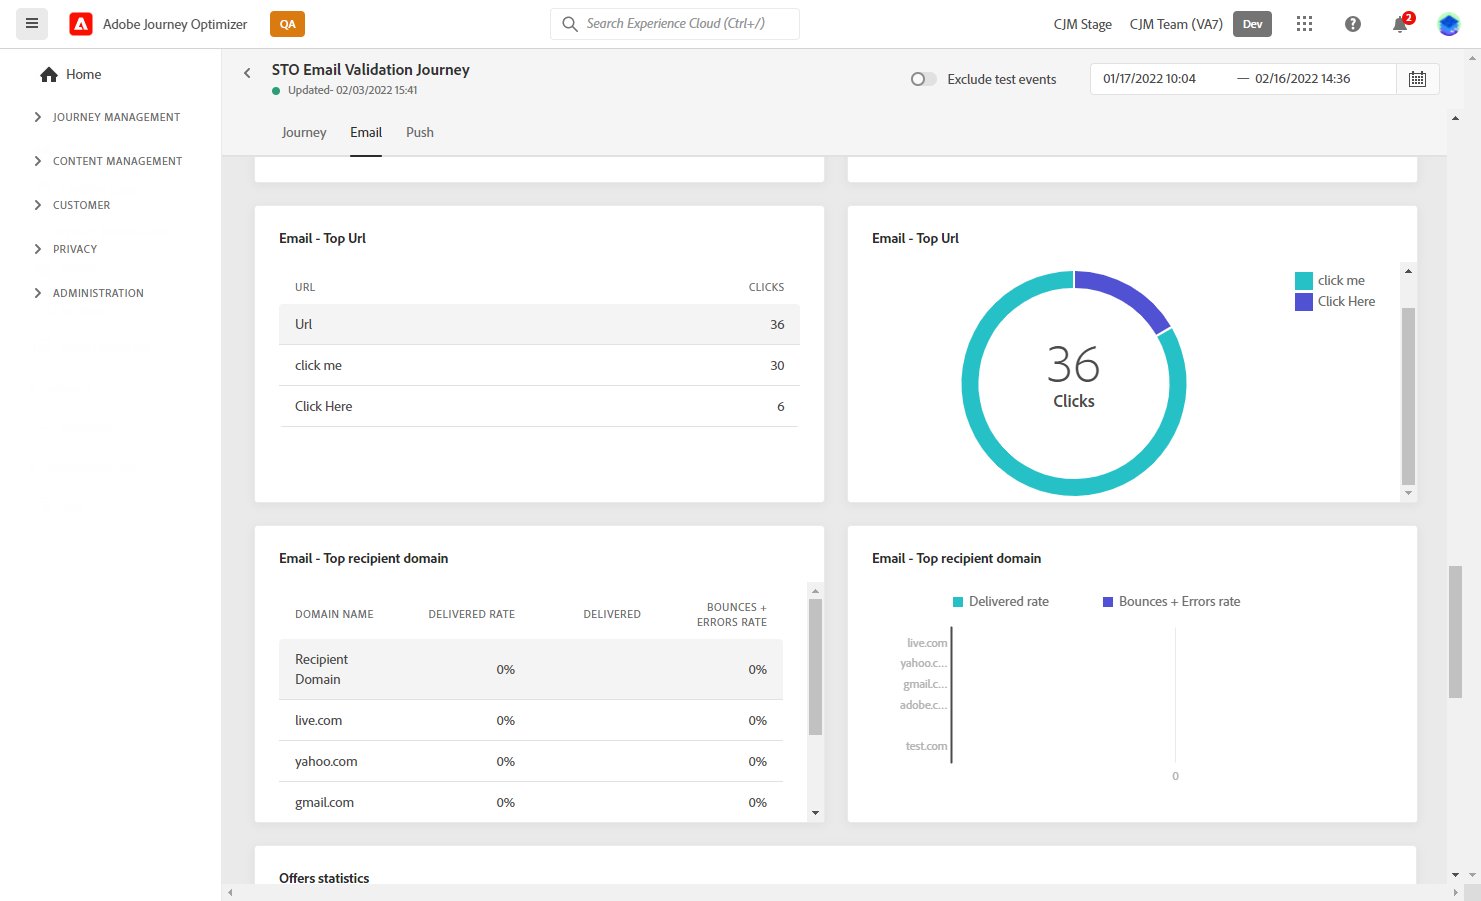 Adobe Journey Optimizer
QA
Search Experience Cloud (Ctrl+/)
CJM Stage
CJM Team (VA7)
Dev
2
Home
JOURNEY MANAGEMENT
CONTENT MANAGEMENT
CUSTOMER
PRIVACY
ADMINISTRATION
STO Email Validation Journey
Updated- 02/03/2022 15:41
Exclude test events
01/17/2022 10:04 — 02/16/2022 14:36
Journey
Email
Push
Email - Top Url
URL CLICKS
Url 36
click me 30
Click Here 6
Email - Top Url
36
Clicks
click me
Click Here
Email - Top recipient domain
DOMAIN NAME DELIVERED RATE DELIVERED BOUNCES +
ERRORS RATE
Recipient
Domain 0% 0%
live.com 0% 0%
yahoo.com 0% 0%
gmail.com 0% 0%
Email - Top recipient domain
Delivered rate
Bounces + Errors rate
live.com
yahoo.c...
gmail.c...
adobe.c...
test.com
0
Offers statistics